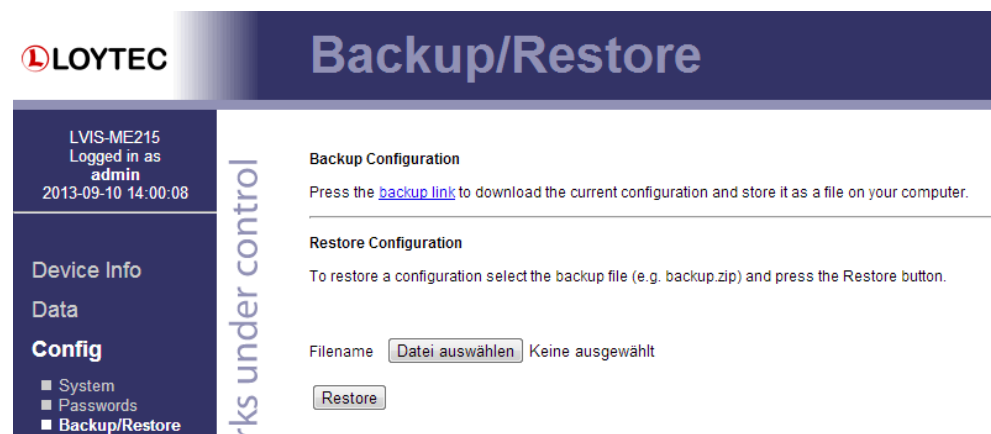 LOYTEC
Backup/Restore
LVIS-ME215
Logged in as
admin
2013-09-10 14:00:08
Device Info
Data
Config
System
Passwords
Backup/Restore
under control
Backup Configuration
Press the backup link to download the current configuration and store it as a file on your computer.
Restore Configuration
To restore a configuration select the backup file (e.g. backup.zip) and press the Restore button.
Filename Datei auswählen Keine ausgewählt
Restore